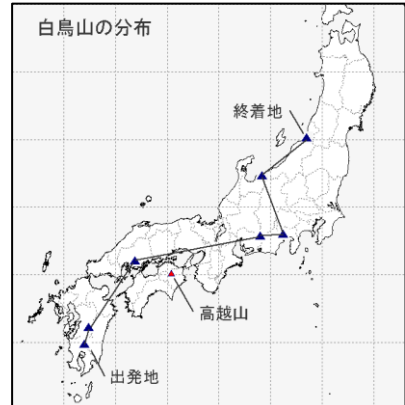 白鳥山の分布
終着地
高越山
出発地